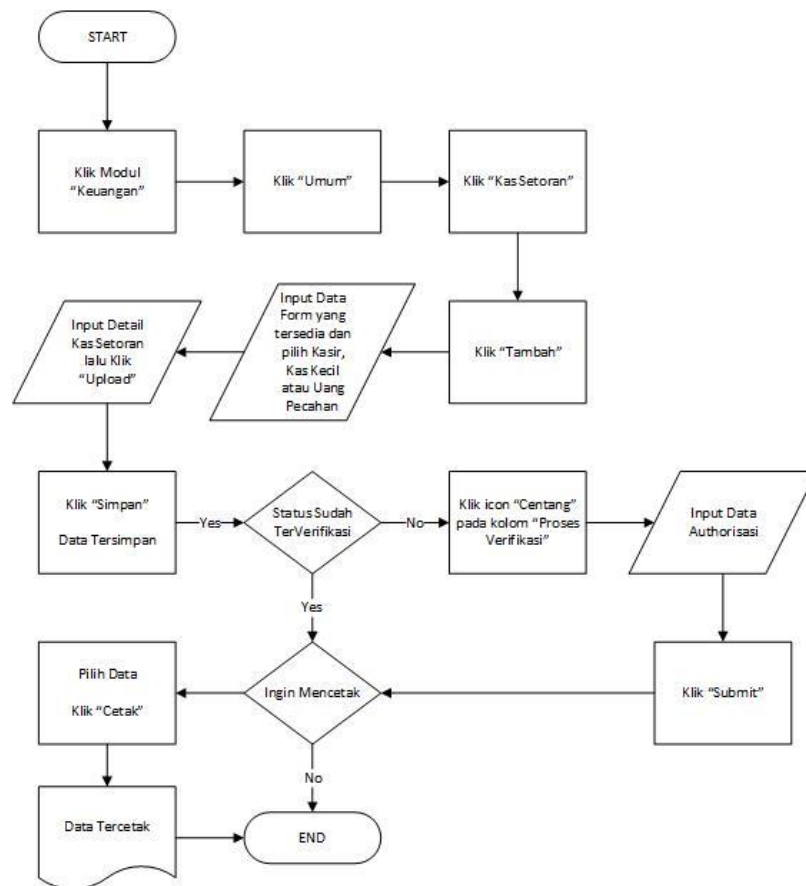 START
Klik Modul
“Keuangan”
Klik “Umum”
Klik “Kas Setoran”
Klik “Tambah”
Input Data
Form yang
tersedia dan
pilih Kasir,
Kas Kecil
atau Uang
Pecahan
Input Detail
Kas Setoran
lalu Klik
“Upload”
Klik “Simpan”
Data Tersimpan
Yes
Status Sudah
TerVerifikasi
No
Klik icon “Centang”
pada kolom “Proses
Verifikasi”
Input Data
Authorisasi
Yes
Klik “Submit”
Ingin Mencetak
Pilih Data
Klik “Cetak”
No
Data Tercetak
END